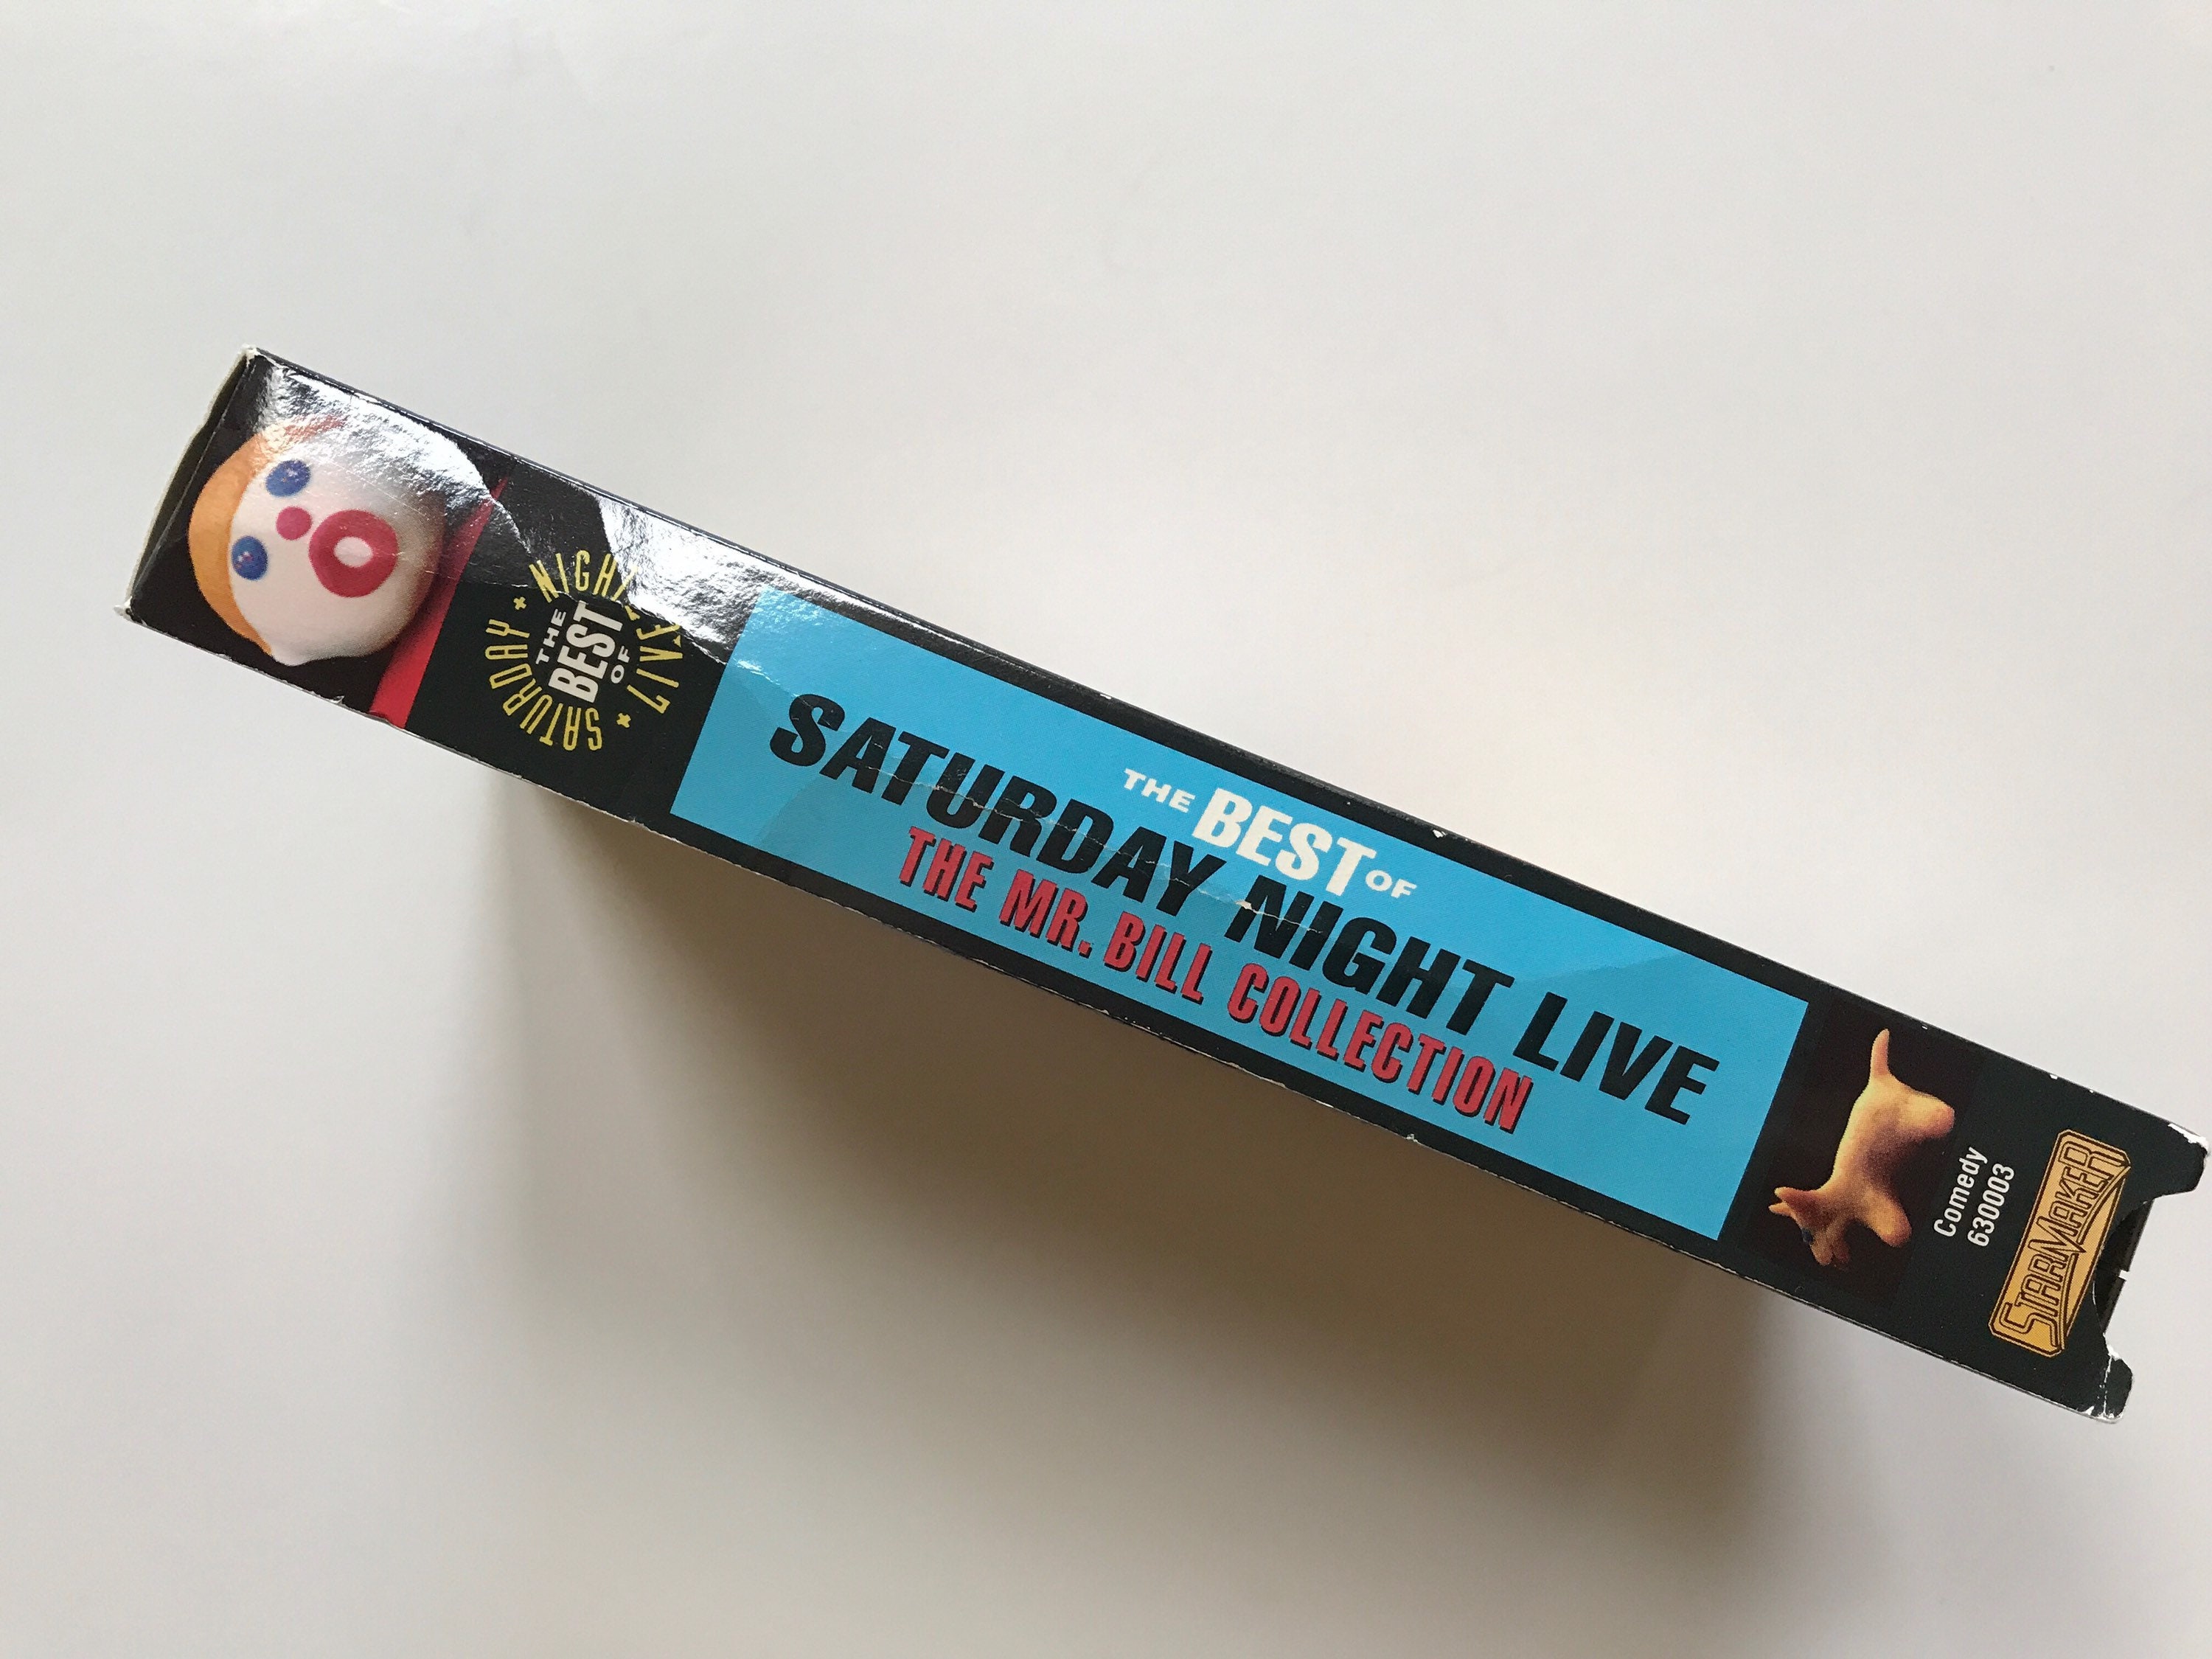 SATURDAY NIGHT LIVE
THE
BEST
OF
THE BEST OF
SATURDAY NIGHT LIVE
THE MR. BILL COLLECTION
Comedy
630003
STARMAKER